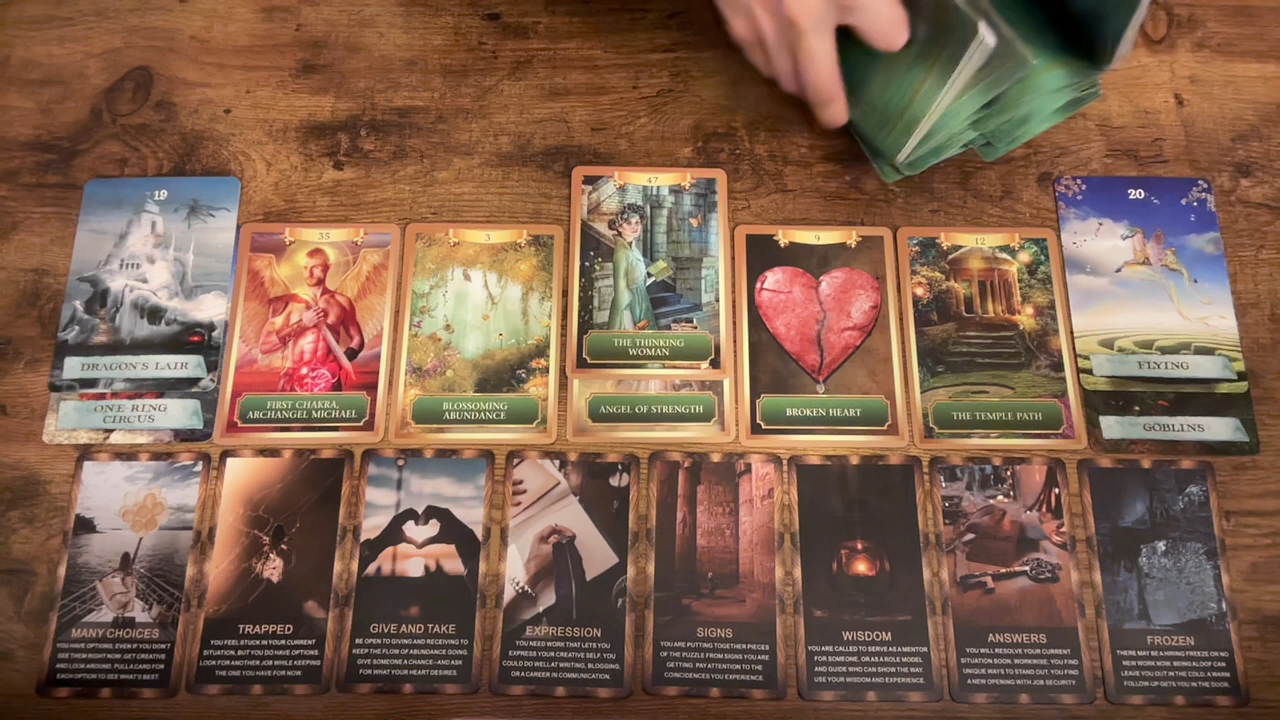 19
DRAGON'S LAIR
ONE-RING
CIRCUS
35
FIRST CHAKRA,
ARCHANGEL MICHAEL
3
BLOSSOMING
ABUNDANCE
47
THE THINKING
WOMAN
ANGEL OF STRENGTH
9
BROKEN HEART
12
THE TEMPLE PATH
20
FLYING
GOBLINS
MANY CHOICES
YOU HAVE OPTIONS, EVEN IF YOU DON'T
SEE THEM RIGHT NOW. GET CREATIVE
AND LOOK AROUND. PULL A CARD FOR
EACH OPTION TO SEE WHAT'S BEST.
TRAPPED
YOU FEEL STUCK IN YOUR CURRENT
SITUATION, BUT YOU DO HAVE OPTIONS.
LOOK FOR ANOTHER JOB WHILE KEEPING
THE ONE YOU HAVE FOR NOW.
GIVE AND TAKE
BE OPEN TO GIVING AND RECEIVING TO
KEEP THE FLOW OF ABUNDANCE GOING.
GIVE SOMEONE A CHANCE—AND ASK
FOR WHAT YOUR HEART DESIRES.
EXPRESSION
YOU NEED WORK THAT LETS YOU
EXPRESS YOUR CREATIVE SELF. YOU
COULD DO WELL AT WRITING, BLOGGING,
OR A CAREER IN COMMUNICATION.
SIGNS
YOU ARE PUTTING TOGETHER PIECES
OF THE PUZZLE FROM SIGNS YOU ARE
GETTING. PAY ATTENTION TO THE
COINCIDENCES YOU EXPERIENCE.
WISDOM
YOU ARE CALLED TO SERVE AS A MENTOR
FOR SOMEONE, OR AS A ROLE MODEL
AND GUIDE WHO CAN SHOW THE WAY
USE YOUR WISDOM AND EXPERIENCE.
ANSWERS
YOU WILL RESOLVE YOUR CURRENT
SITUATION SOON. WORKWISE, YOU FIND
UNIQUE WAYS TO STAND OUT. YOU FIND
A NEW OPENING WITH JOB SECURITY.
FROZEN
THERE MAY BE A HIRING FREEZE OR NO
NEW WORK NOW. BEING ALOOF CAN
LEAVE YOU OUT IN THE COLD. A WARM
FOLLOW-UP GETS YOU IN THE DOOR.